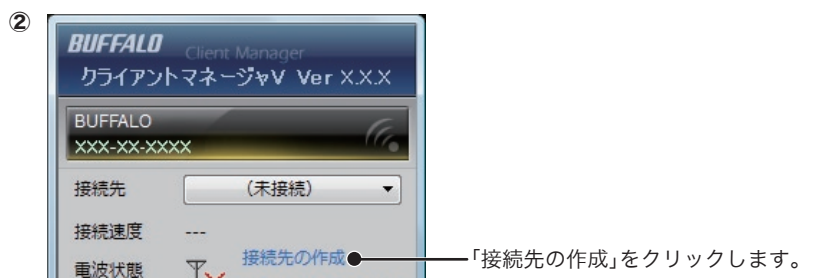 ②
BUFFALO Client Manager
クライアントマネージャV Ver X.X.X
BUFFALO
XXX-XX-XXXX
接続先 (未接続)
接続速度 ---
接続先の作成 「接続先の作成」をクリックします。
電波状態